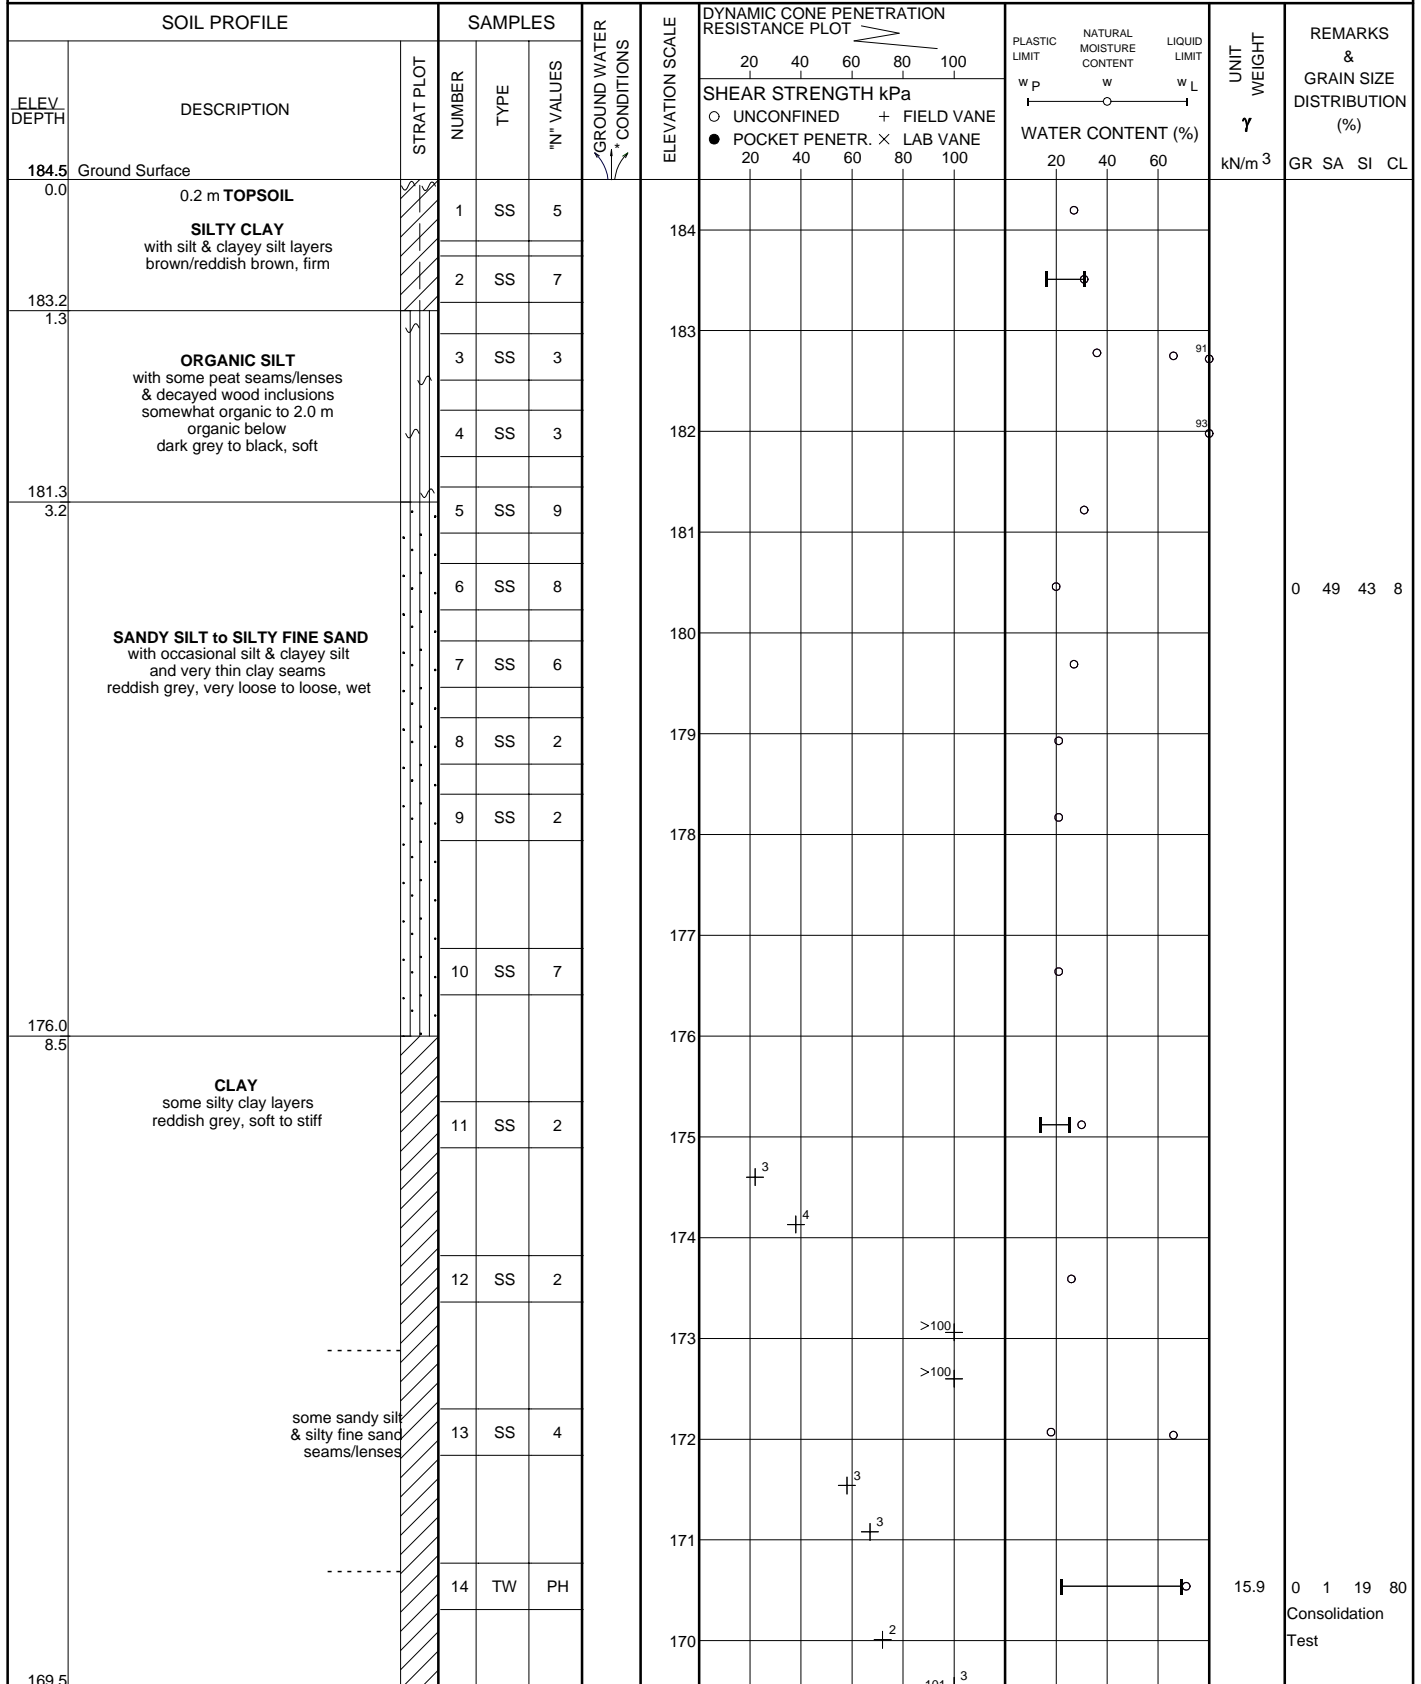 SOIL PROFILE
SAMPLES
GROUND WATER
* CONDITIONS
ELEVATION SCALE
DYNAMIC CONE PENETRATION
RESISTANCE PLOT
20 40 60 80 100
SHEAR STRENGTH kPa
UNCONFINED + FIELD VANE
POCKET PENETR. × LAB VANE
20 40 60 80 100
PLASTIC LIMIT
NATURAL MOISTURE CONTENT
LIQUID LIMIT
w P w w L
WATER CONTENT (%)
20 40 60
UNIT WEIGHT
γ
kN/m 3
REMARKS
&
GRAIN SIZE
DISTRIBUTION
(%)
GR SA SI CL
ELEV
DEPTH
DESCRIPTION
STRAT PLOT
NUMBER
TYPE
"N" VALUES
184.5 Ground Surface
0.0
0.2 m TOPSOIL
SILTY CLAY
with silt & clayey silt layers
brown/reddish brown, firm
1 SS 5
184
2 SS 7
183.2
1.3
183
ORGANIC SILT
with some peat seams/lenses
& decayed wood inclusions
somewhat organic to 2.0 m
organic below
dark grey to black, soft
3 SS 3
91
4 SS 3
182
93
181.3
3.2
5 SS 9
181
6 SS 8
0 49 43 8
180
SANDY SILT to SILTY FINE SAND
with occasional silt & clayey silt
and very thin clay seams
reddish grey, very loose to loose, wet
7 SS 6
8 SS 2
179
9 SS 2
178
177
10 SS 7
176.0
8.5
176
CLAY
some silty clay layers
reddish grey, soft to stiff
11 SS 2
175
3
4
174
12 SS 2
>100
173
>100
some sandy silt
& silty fine sand
seams/lenses
13 SS 4
172
3
3
171
14 TW PH
15.9
0 1 19 80
Consolidation
Test
2
170
169.5
3